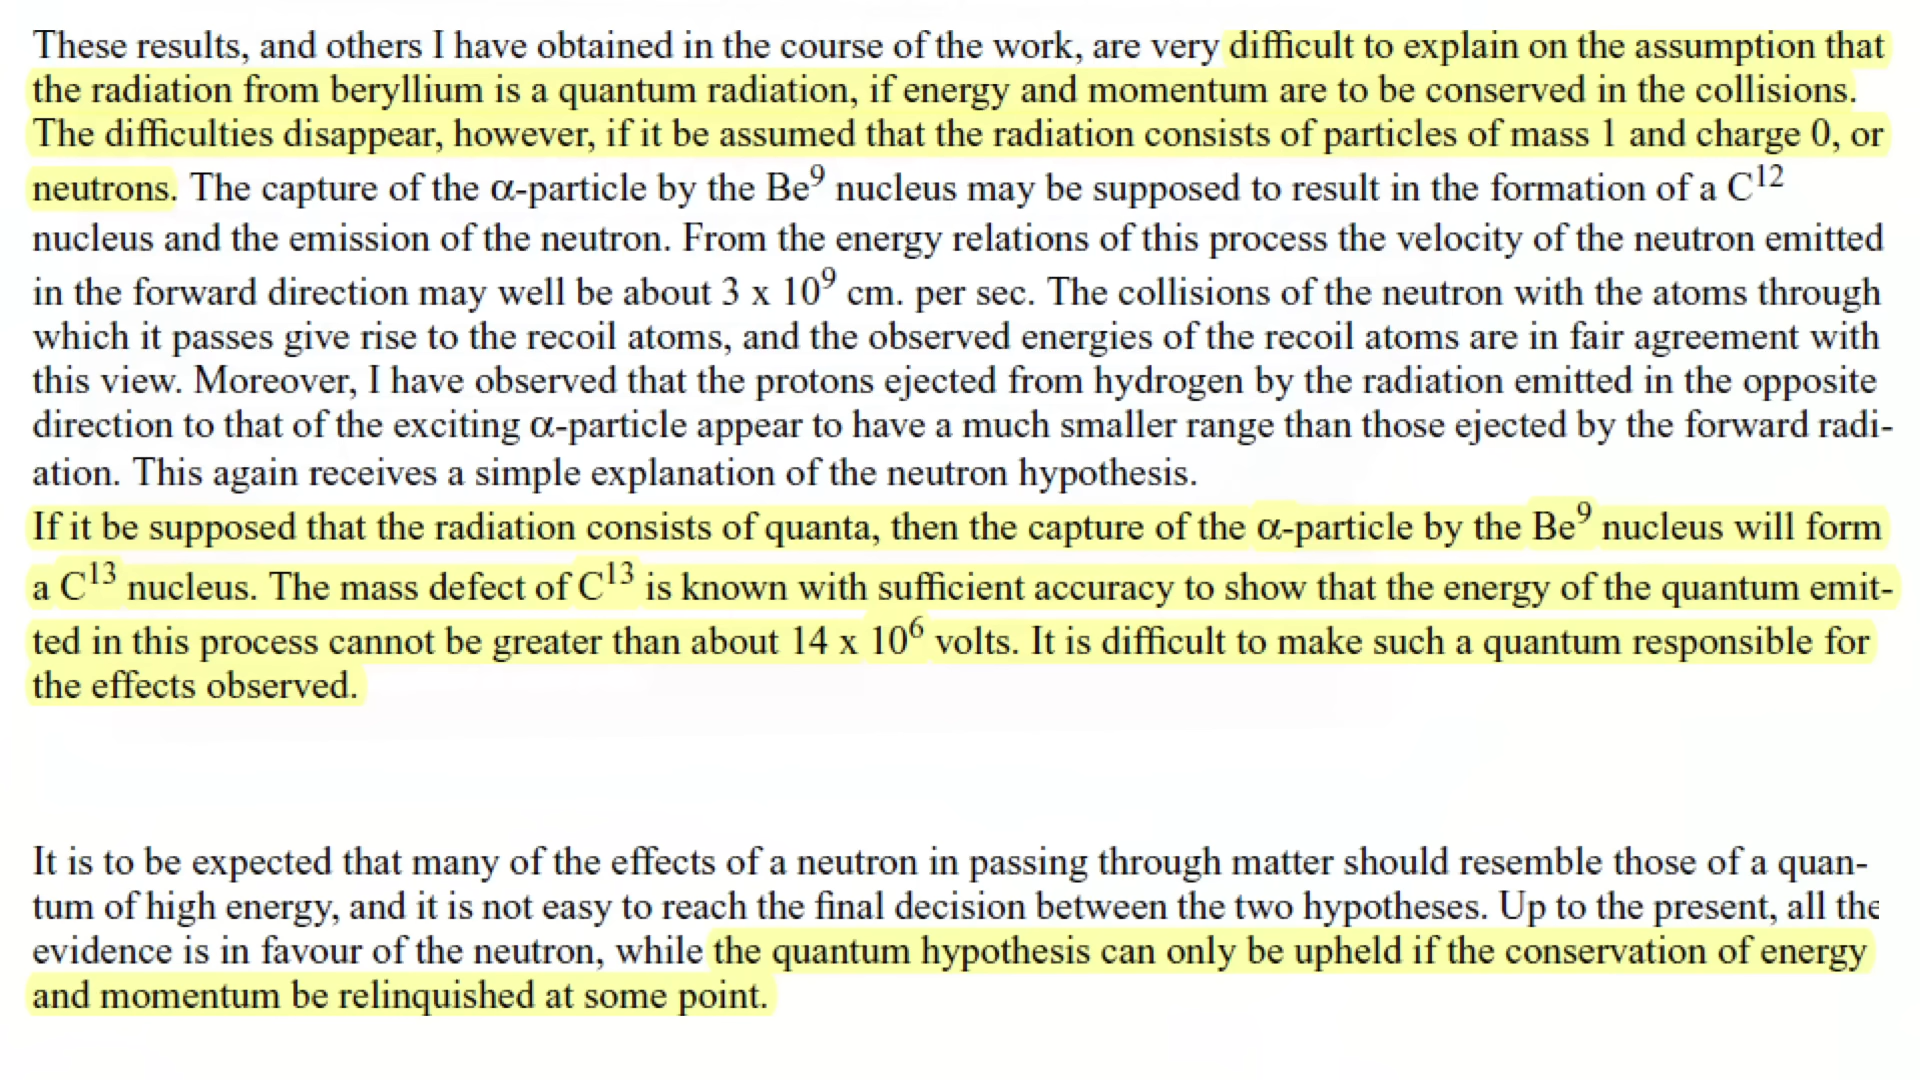 These results, and others I have obtained in the course of the work, are very difficult to explain on the assumption that
the radiation from beryllium is a quantum radiation, if energy and momentum are to be conserved in the collisions.
The difficulties disappear, however, if it be assumed that the radiation consists of particles of mass 1 and charge 0, or
neutrons. The capture of the α-particle by the Be⁹ nucleus may be supposed to result in the formation of a C¹²
nucleus and the emission of the neutron. From the energy relations of this process the velocity of the neutron emitted
in the forward direction may well be about 3 x 10⁹ cm. per sec. The collisions of the neutron with the atoms through
which it passes give rise to the recoil atoms, and the observed energies of the recoil atoms are in fair agreement with
this view. Moreover, I have observed that the protons ejected from hydrogen by the radiation emitted in the opposite
direction to that of the exciting α-particle appear to have a much smaller range than those ejected by the forward radi-
ation. This again receives a simple explanation of the neutron hypothesis.
If it be supposed that the radiation consists of quanta, then the capture of the α-particle by the Be⁹ nucleus will form
a C¹³ nucleus. The mass defect of C¹³ is known with sufficient accuracy to show that the energy of the quantum emit-
ted in this process cannot be greater than about 14 x 10⁶ volts. It is difficult to make such a quantum responsible for
the effects observed.
It is to be expected that many of the effects of a neutron in passing through matter should resemble those of a quan-
tum of high energy, and it is not easy to reach the final decision between the two hypotheses. Up to the present, all the
evidence is in favour of the neutron, while the quantum hypothesis can only be upheld if the conservation of energy
and momentum be relinquished at some point.